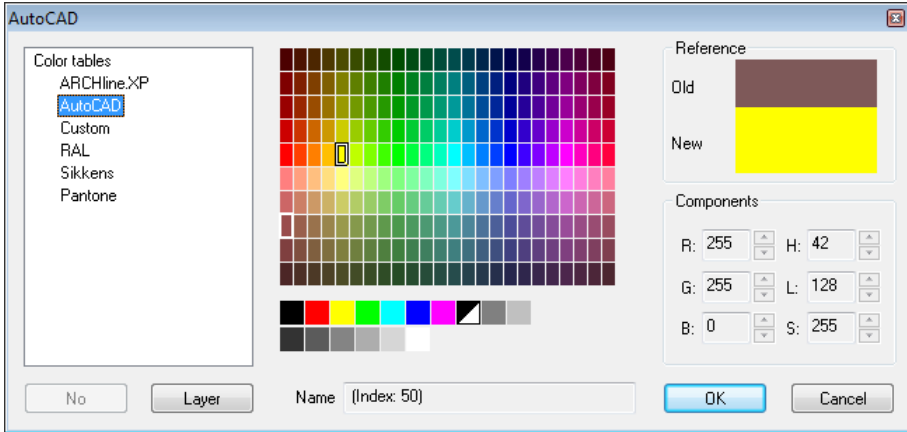 AutoCAD
Color tables
ARCHline.XP
AutoCAD
Custom
RAL
Sikkens
Pantone
Reference
Old
New
Components
R: 255 H: 42
G: 255 L: 128
B: 0 S: 255
No Layer Name (Index: 50) OK Cancel